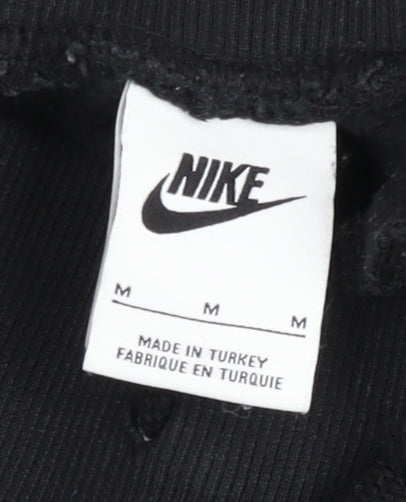 NIKE
M M M
MADE IN TURKEY
FABRIQUE EN TURQUIE